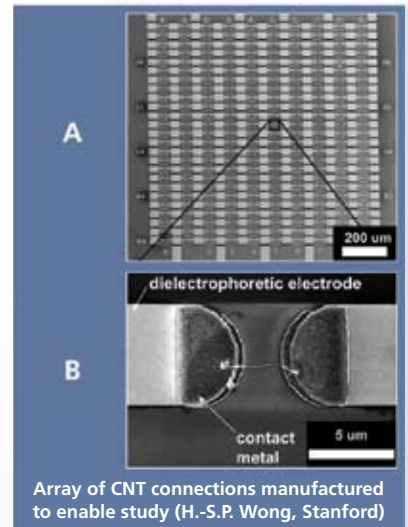 A
200 um
dielectrophoretic electrode
B
contact
metal
5 um
Array of CNT connections manufactured
to enable study (H.-S.P. Wong, Stanford)